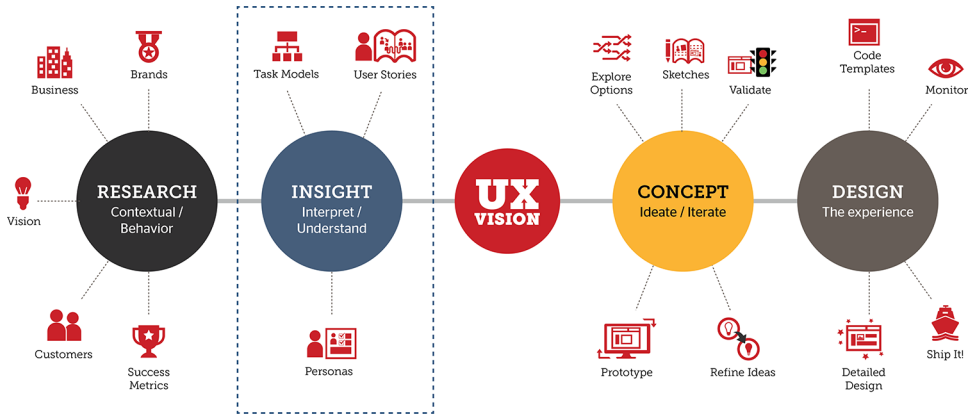 Business
Brands
Vision
RESEARCH
Contextual /
Behavior
Customers
Success
Metrics
Task Models
User Stories
INSIGHT
Interpret /
Understand
Personas
UX
VISION
Explore
Options
Sketches
Validate
CONCEPT
Ideate / Iterate
Prototype
Refine Ideas
>_
Code
Templates
Monitor
DESIGN
The experience
Detailed
Design
Ship It!